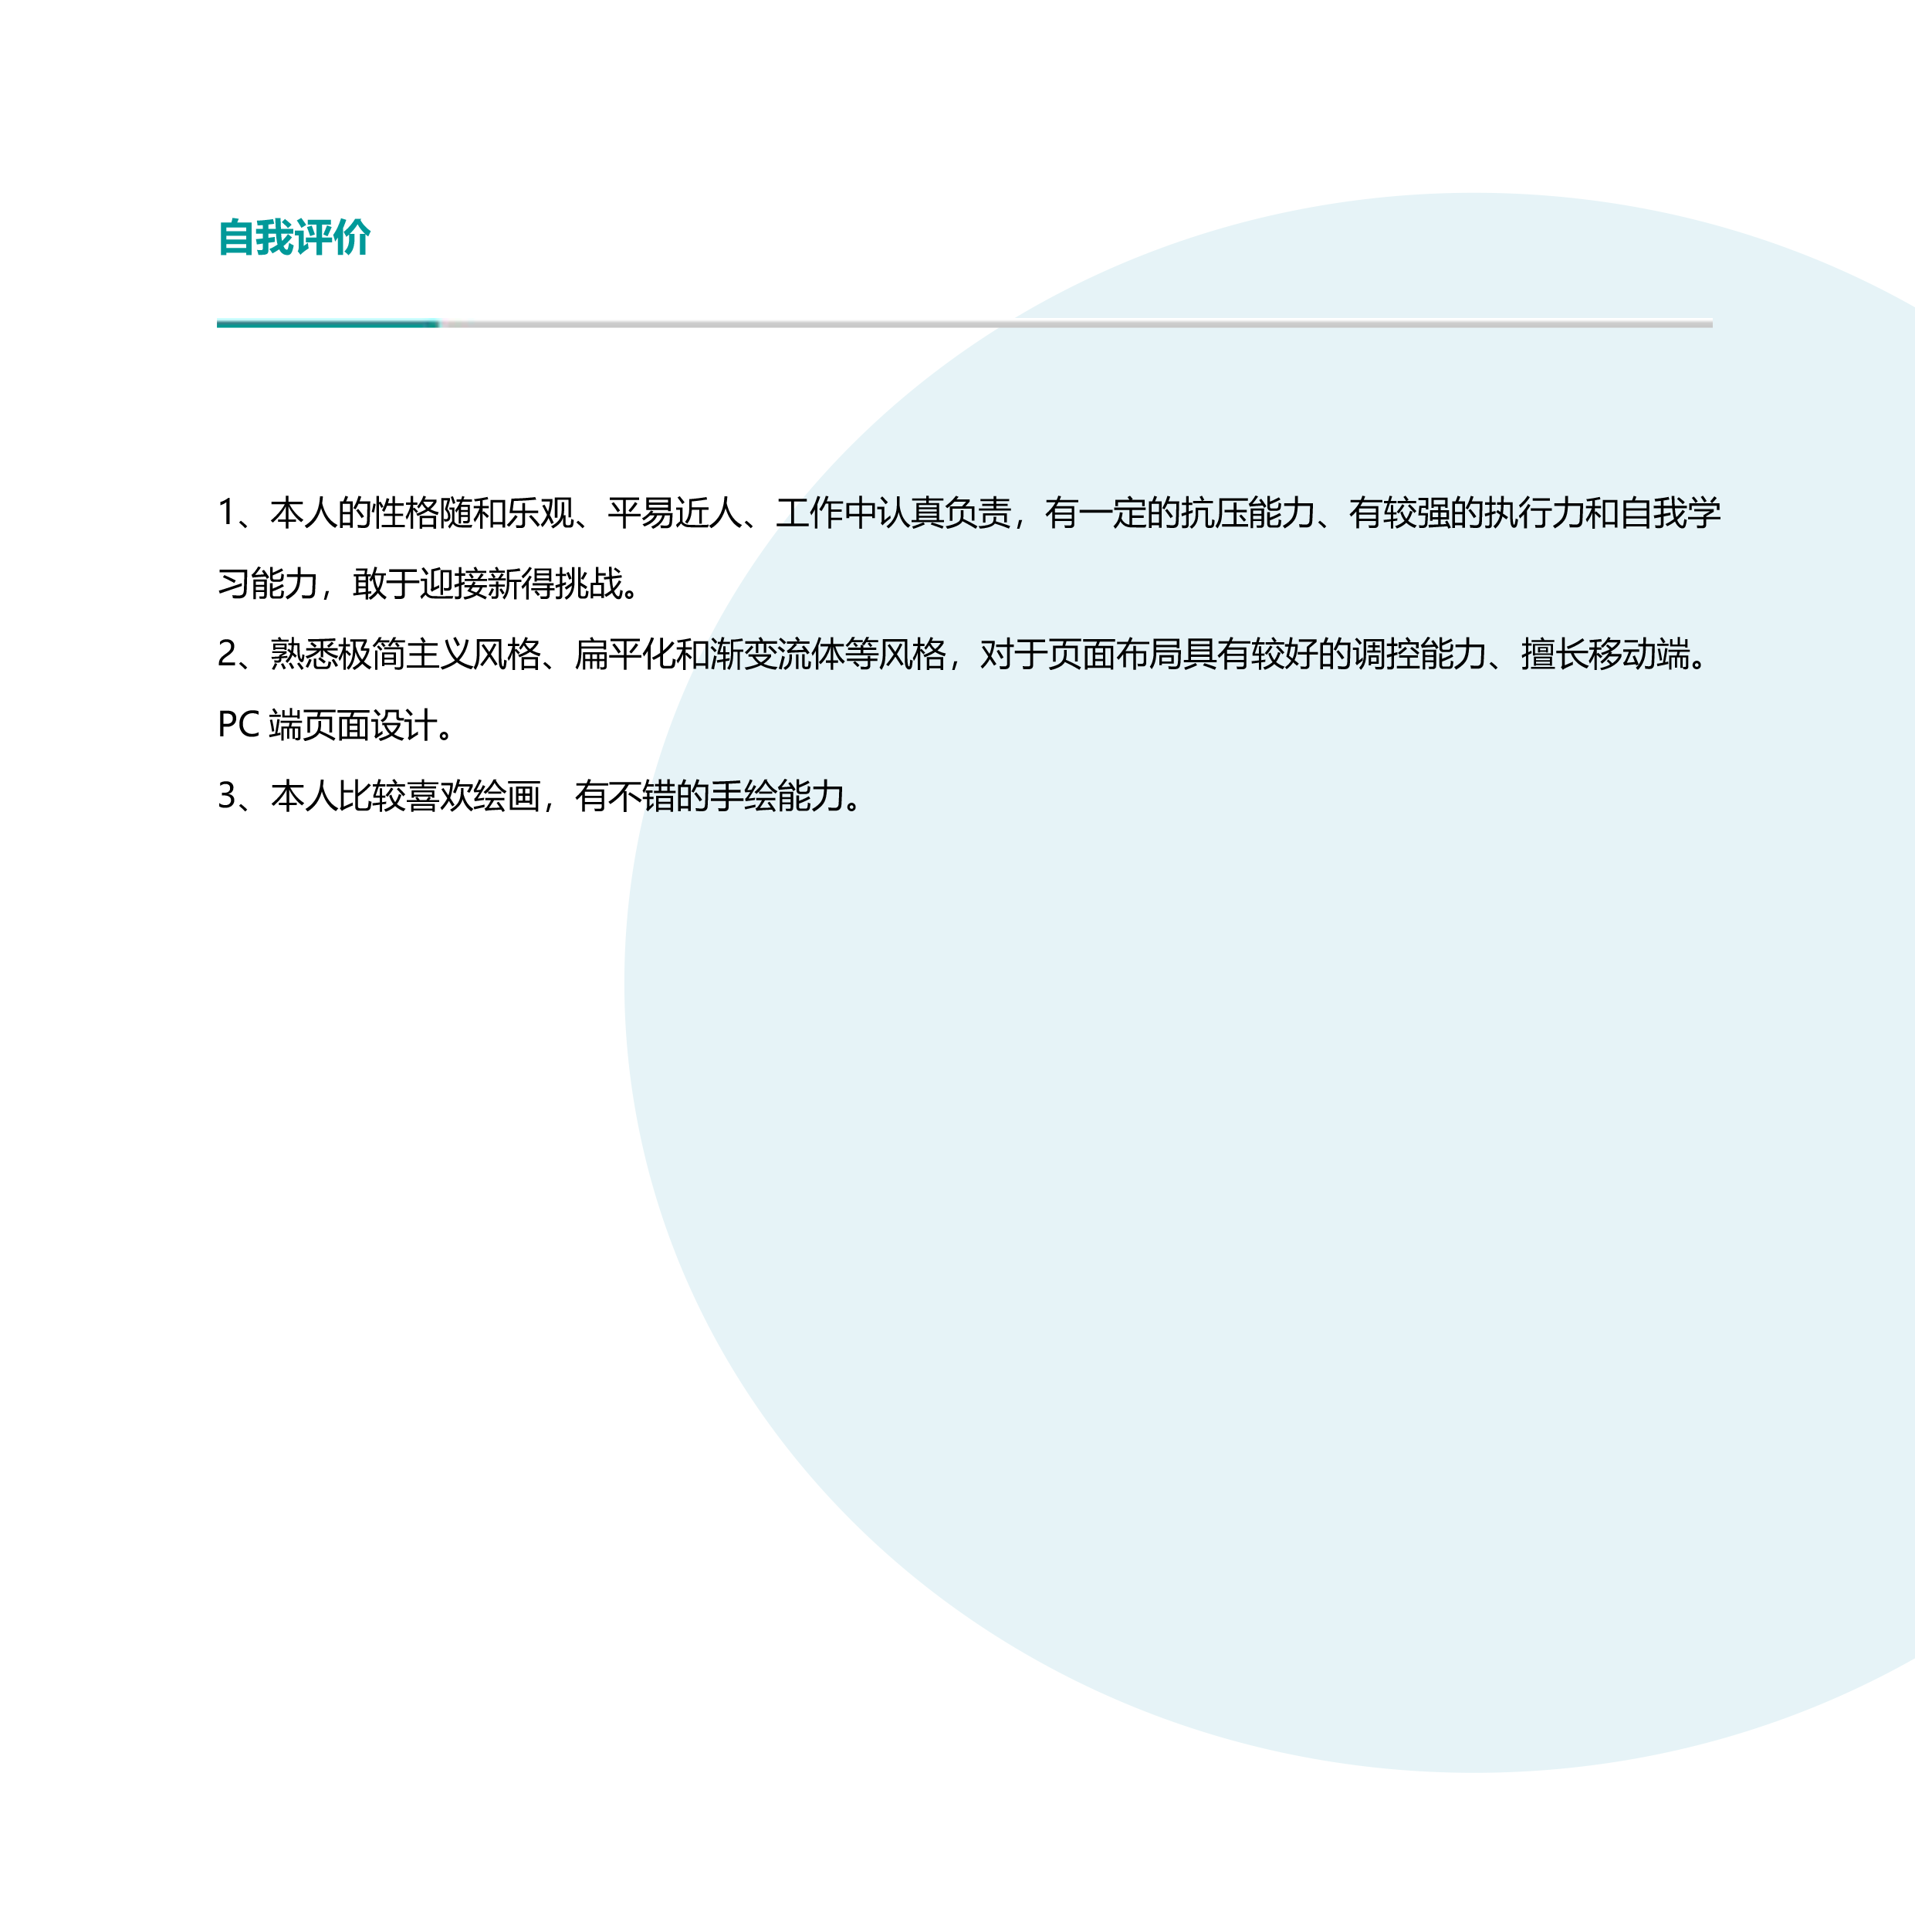 自我评价
1、本人的性格随和乐观、平易近人、工作中认真负责，有一定的抗压能力、有较强的执行力和自我学
习能力，敢于迎接新得挑战。
2、熟悉极简主义风格、扁平化和渐变流体等风格，对于页面布局具有较好的调控能力、擅长移动端。
PC 端页面设计。
3、本人比较喜欢绘画，有不错的手绘能力。